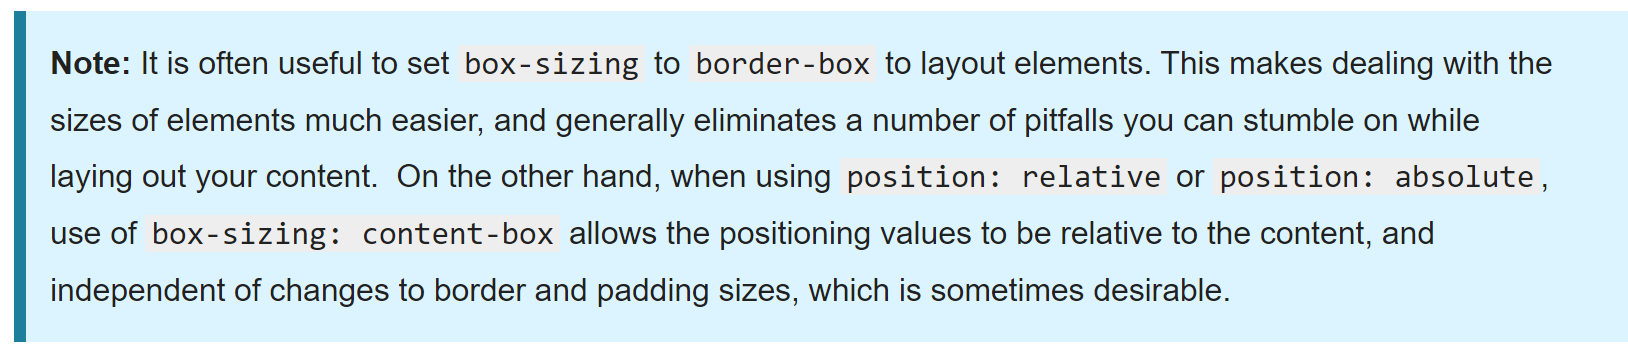 Note: It is often useful to set box-sizing to border-box to layout elements. This makes dealing with the
sizes of elements much easier, and generally eliminates a number of pitfalls you can stumble on while
laying out your content.  On the other hand, when using position: relative or position: absolute,
use of box-sizing: content-box allows the positioning values to be relative to the content, and
independent of changes to border and padding sizes, which is sometimes desirable.